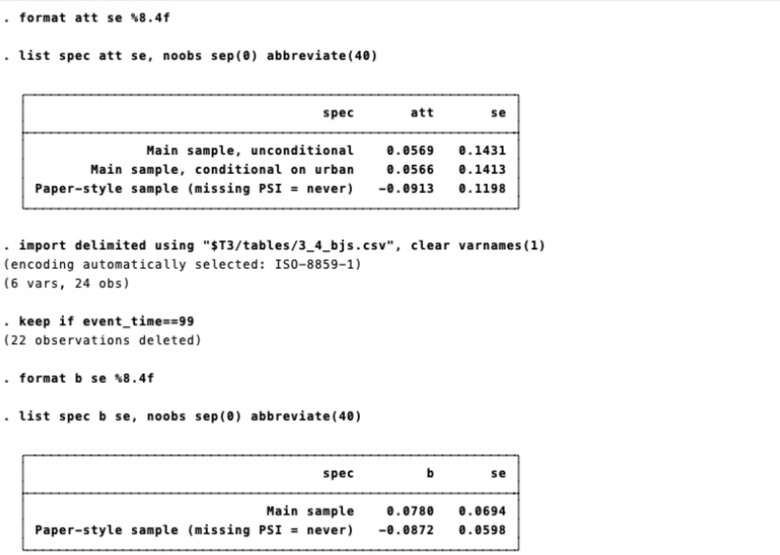 . format att se %8.4f
. list spec att se, noobs sep(0) abbreviate(40)
spec att se
Main sample, unconditional 0.0569 0.1431
Main sample, conditional on urban 0.0566 0.1413
Paper-style sample (missing PSI = never) -0.0913 0.1198
. import delimited using "$T3/tables/3_4_bjs.csv", clear varnames(1)
(encoding automatically selected: ISO-8859-1)
(6 vars, 24 obs)
. keep if event_time==99
(22 observations deleted)
. format b se %8.4f
. list spec b se, noobs sep(0) abbreviate(40)
spec b se
Main sample 0.0780 0.0694
Paper-style sample (missing PSI = never) -0.0872 0.0598